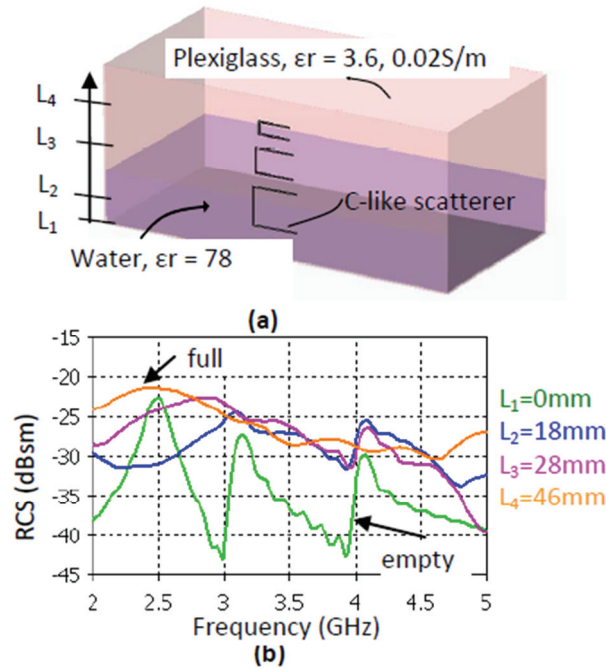 Plexiglass, εr = 3.6, 0.02S/m
L4
L3
L2
L1
C-like scatterer
Water, εr = 78
(a)
-15
-20
-25
-30
-35
-40
-45
RCS (dBsm)
full
empty
L1=0mm
L2=18mm
L3=28mm
L4=46mm
2 2.5 3 3.5 4 4.5 5
Frequency (GHz)
(b)